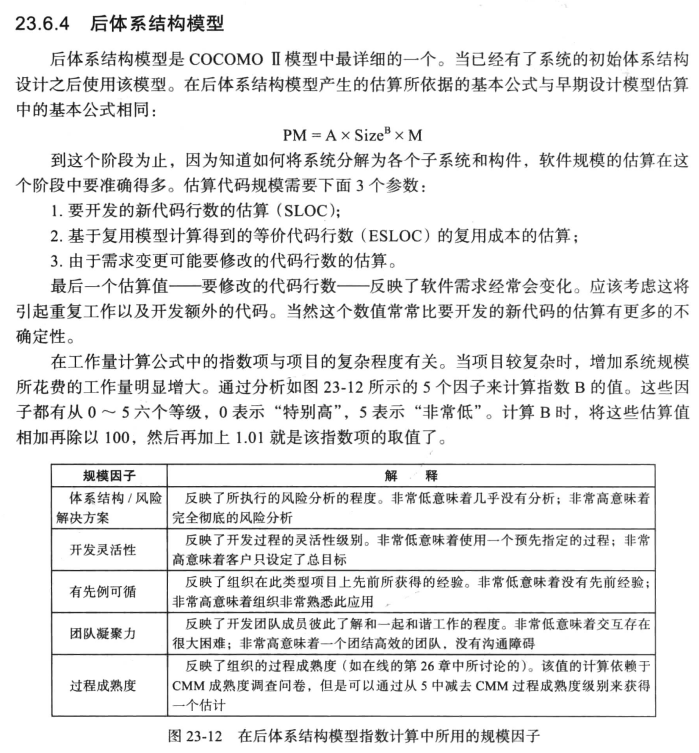 23.6.4 后体系结构模型
后体系结构模型是 COCOMO Ⅱ模型中最详细的一个。当已经有了系统的初始体系结构
设计之后使用该模型。在后体系结构模型产生的估算所依据的基本公式与早期设计模型估算
中的基本公式相同：
PM = A × Sizeᴮ × M
到这个阶段为止，因为知道如何将系统分解为各个子系统和构件，软件规模的估算在这
个阶段中要准确得多。估算代码规模需要下面 3 个参数：
1. 要开发的新代码行数的估算（SLOC）；
2. 基于复用模型计算得到的等价代码行数（ESLOC）的复用成本的估算；
3. 由于需求变更可能要修改的代码行数的估算。
最后一个估算值——要修改的代码行数——反映了软件需求经常会变化。应该考虑这将
引起重复工作以及开发额外的代码。当然这个数值常常比要开发的新代码的估算有更多的不
确定性。
在工作量计算公式中的指数项与项目的复杂程度有关。当项目较复杂时，增加系统规模
所花费的工作量明显增大。通过分析如图 23-12 所示的 5 个因子来计算指数 B 的值。这些因
子都有从 0 ～ 5 六个等级，0 表示“特别高”，5 表示“非常低”。计算 B 时，将这些估算值
相加再除以 100，然后再加上 1.01 就是该指数项的取值了。
规模因子 解 释
体系结构 / 风险
解决方案
反映了所执行的风险分析的程度。非常低意味着几乎没有分析；非常高意味着
完全彻底的风险分析
开发灵活性
反映了开发过程的灵活性级别。非常低意味着使用一个预先指定的过程；非常
高意味着客户只设定了总目标
有先例可循
反映了组织在此类型项目上先前所获得的经验。非常低意味着没有先前经验；
非常高意味着组织非常熟悉此应用
团队凝聚力
反映了开发团队成员彼此了解和一起和谐工作的程度。非常低意味着交互存在
很大困难；非常高意味着一个团结高效的团队，没有沟通障碍
过程成熟度
反映了组织的过程成熟度（如在线的第 26 章中所讨论的）。该值的计算依赖于
CMM 成熟度调查问卷，但是可以通过从 5 中减去 CMM 过程成熟度级别来获得
一个估计
图 23-12 在后体系结构模型指数计算中所用的规模因子